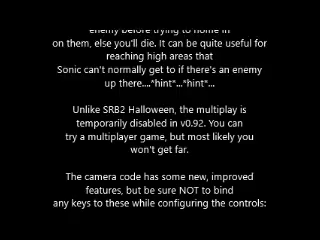 enemy before trying to home in
on them, else you'll die. It can be quite useful for
reaching high areas that
Sonic can't normally get to if there's an enemy
up there....*hint*...*hint*...
Unlike SRB2 Halloween, the multiplay is
temporarily disabled in v0.92. You can
try a multiplayer game, but most likely you
won't get far.
The camera code has some new, improved
features, but be sure NOT to bind
any keys to these while configuring the controls: